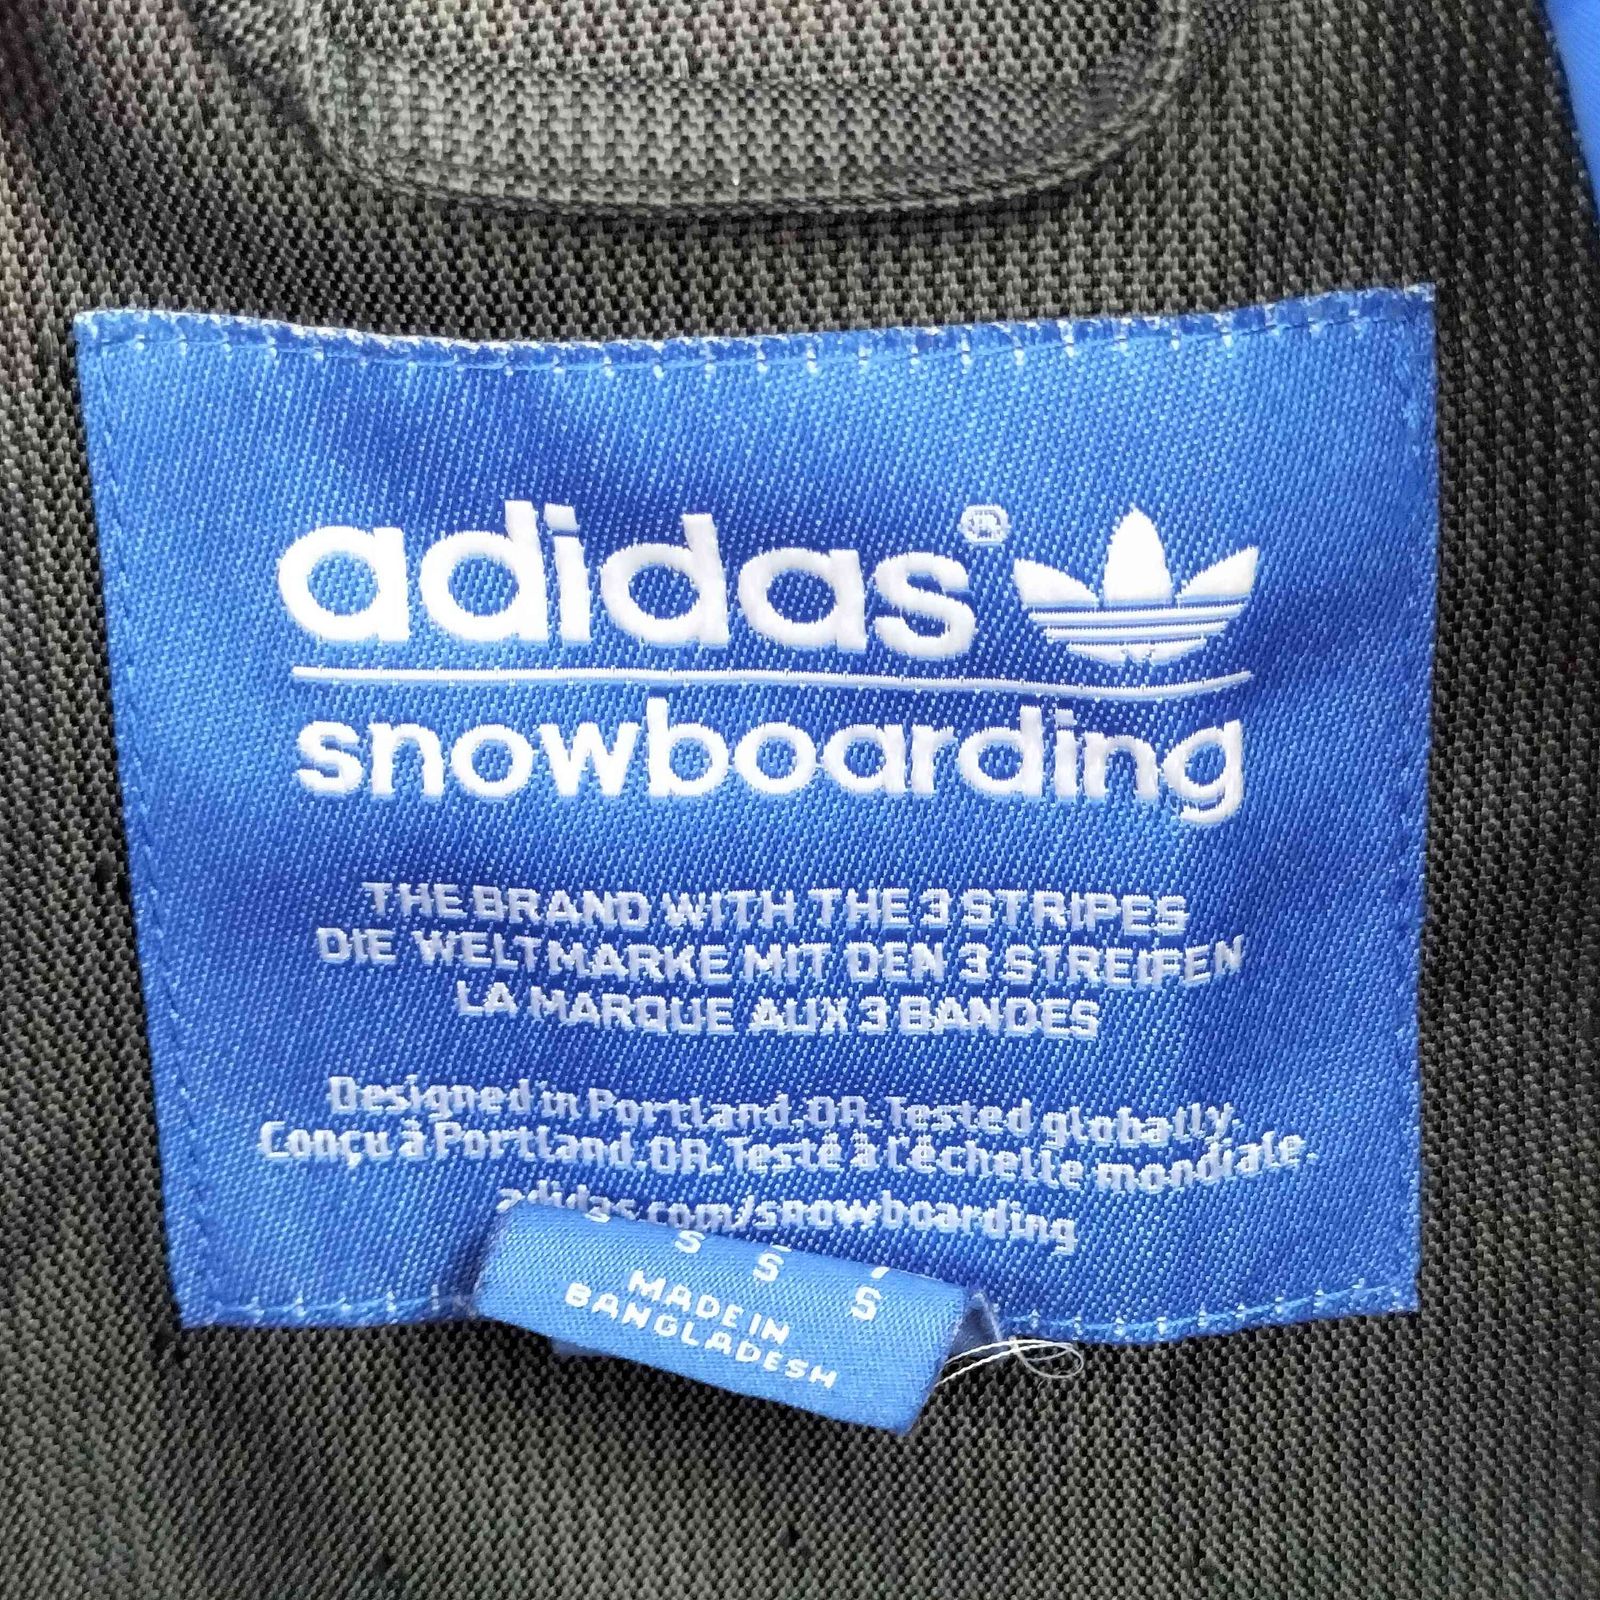 adidas®
snowboarding
THE BRAND WITH THE 3 STRIPES
DIE WELTMARKE MIT DEN 3 STREIFEN
LA MARQUE AUX 3 BANDES
Designed in Portland, OR. Tested globally.
Conçu à Portland, OR. Testé à l'échelle mondiale.
adidas.com/snowboarding
S S S
MADE IN
BANGLADESH